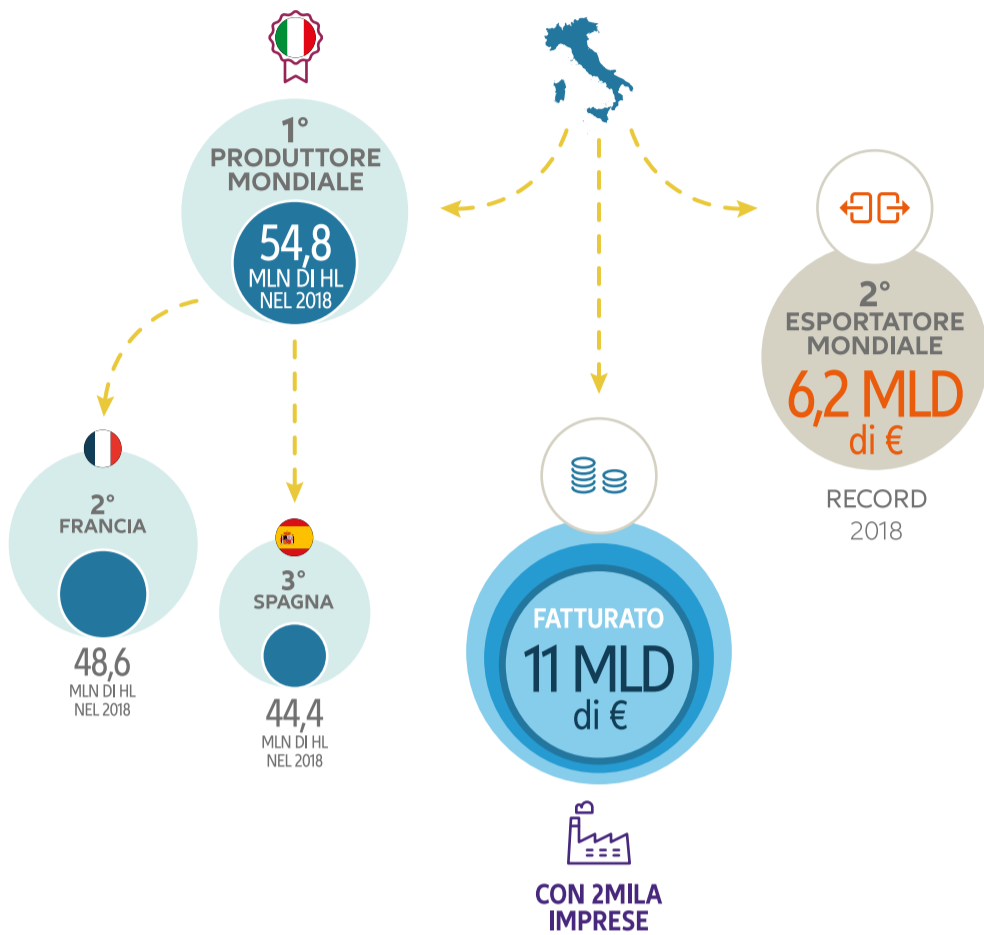 1°
PRODUTTORE
MONDIALE
54,8
MLN DI HL
NEL 2018
2°
FRANCIA
48,6
MLN DI HL
NEL 2018
3°
SPAGNA
44,4
MLN DI HL
NEL 2018
FATTURATO
11 MLD
di €
CON 2MILA
IMPRESE
2°
ESPORTATORE
MONDIALE
6,2 MLD
di €
RECORD
2018